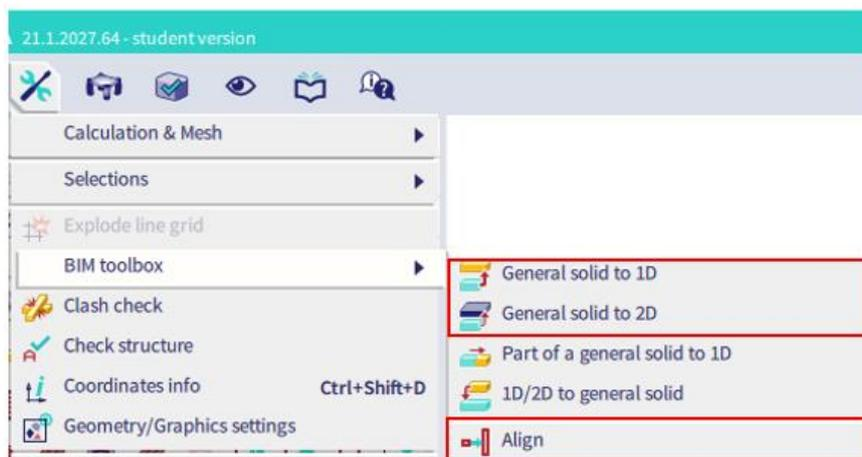 21.1.2027.64 - student version
Calculation & Mesh
Selections
Explode line grid
BIM toolbox
Clash check
Check structure
Coordinates info Ctrl+Shift+D
Geometry/Graphics settings
General solid to 1D
General solid to 2D
Part of a general solid to 1D
1D/2D to general solid
Align